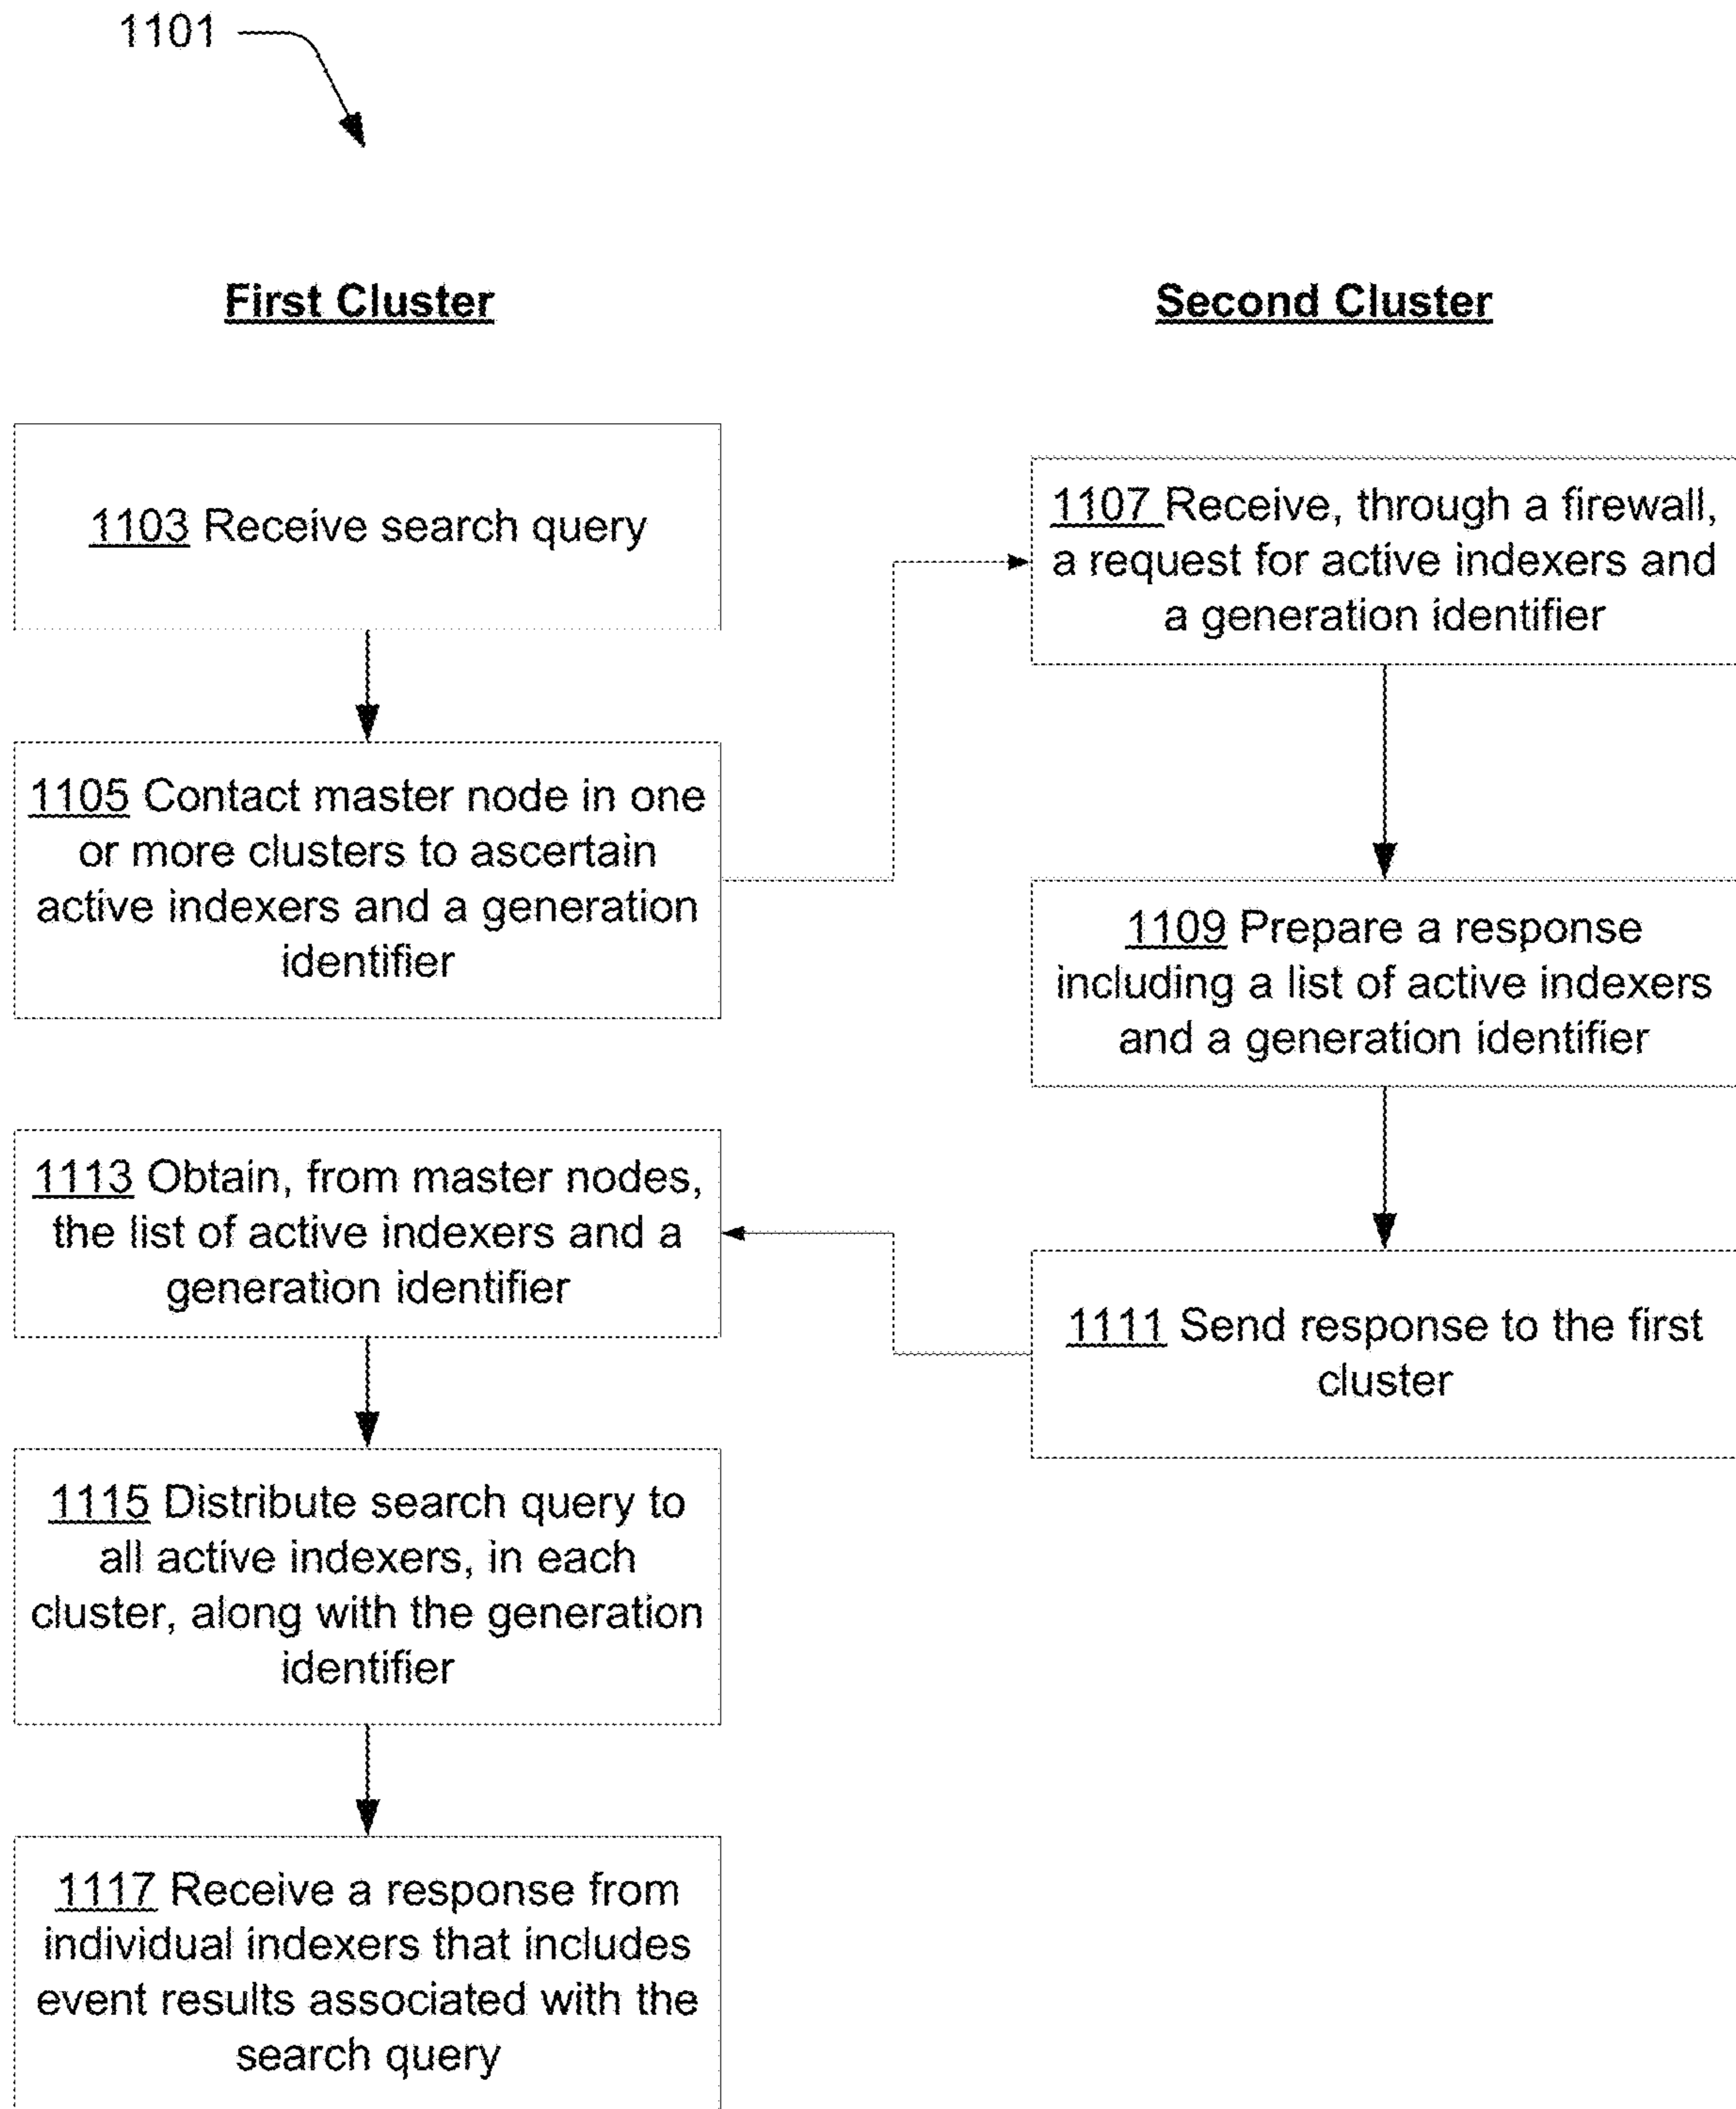 1101
First Cluster
Second Cluster
1103 Receive search query
1105 Contact master node in one
or more clusters to ascertain
active indexers and a generation
identifier
1107 Receive, through a firewall,
a request for active indexers and
a generation identifier
1109 Prepare a response
including a list of active indexers
and a generation identifier
1111 Send response to the first
cluster
1113 Obtain, from master nodes,
the list of active indexers and a
generation identifier
1115 Distribute search query to
all active indexers, in each
cluster, along with the generation
identifier
1117 Receive a response from
individual indexers that includes
event results associated with the
search query